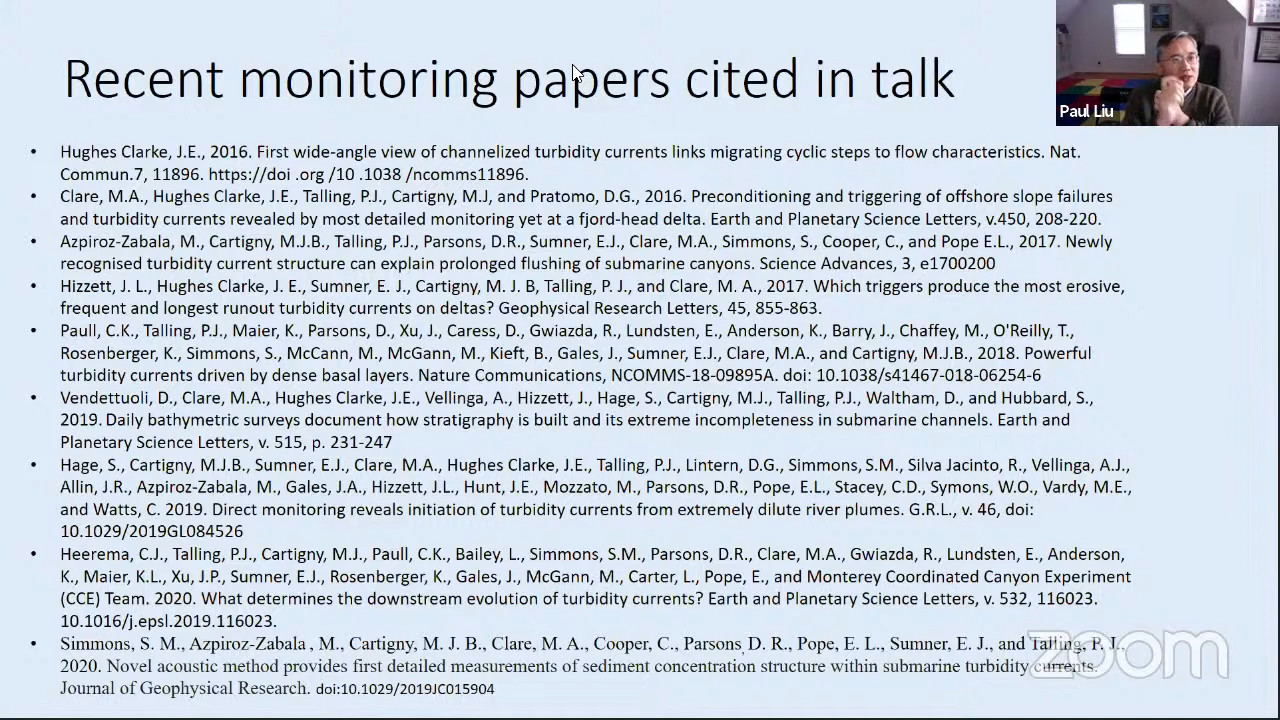 Recent monitoring papers cited in talk
Paul Liu
• Hughes Clarke, J.E., 2016. First wide-angle view of channelized turbidity currents links migrating cyclic steps to flow characteristics. Nat.
Commun.7, 11896. https://doi .org /10 .1038 /ncomms11896.
• Clare, M.A., Hughes Clarke, J.E., Talling, P.J., Cartigny, M.J, and Pratomo, D.G., 2016. Preconditioning and triggering of offshore slope failures
and turbidity currents revealed by most detailed monitoring yet at a fjord-head delta. Earth and Planetary Science Letters, v.450, 208-220.
• Azpiroz-Zabala, M., Cartigny, M.J.B., Talling, P.J., Parsons, D.R., Sumner, E.J., Clare, M.A., Simmons, S., Cooper, C., and Pope E.L., 2017. Newly
recognised turbidity current structure can explain prolonged flushing of submarine canyons. Science Advances, 3, e1700200
• Hizzett, J. L., Hughes Clarke, J. E., Sumner, E. J., Cartigny, M. J. B, Talling, P. J., and Clare, M. A., 2017. Which triggers produce the most erosive,
frequent and longest runout turbidity currents on deltas? Geophysical Research Letters, 45, 855-863.
• Paull, C.K., Talling, P.J., Maier, K., Parsons, D., Xu, J., Caress, D., Gwiazda, R., Lundsten, E., Anderson, K., Barry, J., Chaffey, M., O'Reilly, T.,
Rosenberger, K., Simmons, S., McCann, M., McGann, M., Kieft, B., Gales, J., Sumner, E.J., Clare, M.A., and Cartigny, M.J.B., 2018. Powerful
turbidity currents driven by dense basal layers. Nature Communications, NCOMMS-18-09895A. doi: 10.1038/s41467-018-06254-6
• Vendettuoli, D., Clare, M.A., Hughes Clarke, J.E., Vellinga, A., Hizzett, J., Hage, S., Cartigny, M.J., Talling, P.J., Waltham, D., and Hubbard, S.,
2019. Daily bathymetric surveys document how stratigraphy is built and its extreme incompleteness in submarine channels. Earth and
Planetary Science Letters, v. 515, p. 231-247
• Hage, S., Cartigny, M.J.B., Sumner, E.J., Clare, M.A., Hughes Clarke, J.E., Talling, P.J., Lintern, D.G., Simmons, S.M., Silva Jacinto, R., Vellinga, A.J.,
Allin, J.R., Azpiroz-Zabala, M., Gales, J.A., Hizzett, J.L., Hunt, J.E., Mozzato, M., Parsons, D.R., Pope, E.L., Stacey, C.D., Symons, W.O., Vardy, M.E.,
and Watts, C. 2019. Direct monitoring reveals initiation of turbidity currents from extremely dilute river plumes. G.R.L., v. 46, doi:
10.1029/2019GL084526
• Heerema, C.J., Talling, P.J., Cartigny, M.J., Paull, C.K., Bailey, L., Simmons, S.M., Parsons, D.R., Clare, M.A., Gwiazda, R., Lundsten, E., Anderson,
K., Maier, K.L., Xu, J.P., Sumner, E.J., Rosenberger, K., Gales, J., McGann, M., Carter, L., Pope, E., and Monterey Coordinated Canyon Experiment
(CCE) Team. 2020. What determines the downstream evolution of turbidity currents? Earth and Planetary Science Letters, v. 532, 116023.
10.1016/j.epsl.2019.116023.
• Simmons, S. M., Azpiroz-Zabala , M., Cartigny, M. J. B., Clare, M. A., Cooper, C., Parsons, D. R., Pope, E. L., Sumner, E. J., and Talling, P. J.,
2020. Novel acoustic method provides first detailed measurements of sediment concentration structure within submarine turbidity currents.
Journal of Geophysical Research. doi:10.1029/2019JC015904
zoom